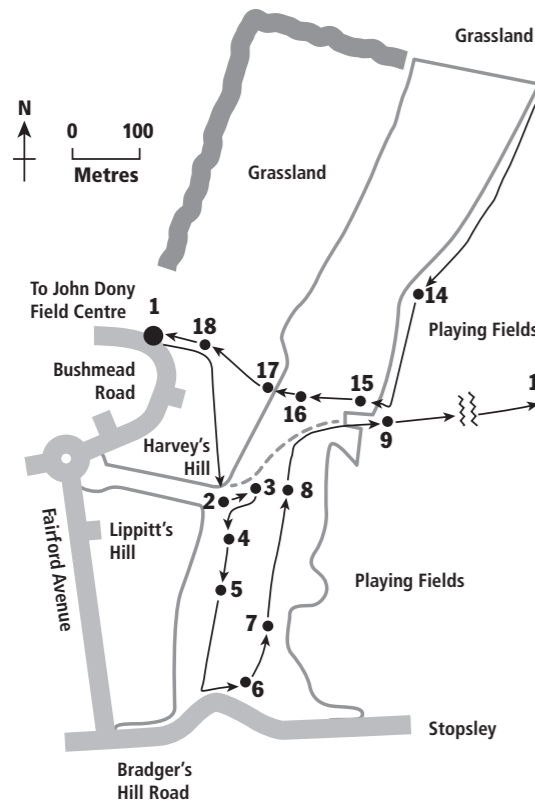 Grassland
N
0 100
Metres
Grassland
To John Dony
Field Centre
1
18
14
Playing Fields
Bushmead
Road
17
16
15
9
1
Harvey's
Hill
2
3
8
Lippitt's
Hill
4
Fairford Avenue
5
Playing Fields
7
6
Stopsley
Bradger's
Hill Road